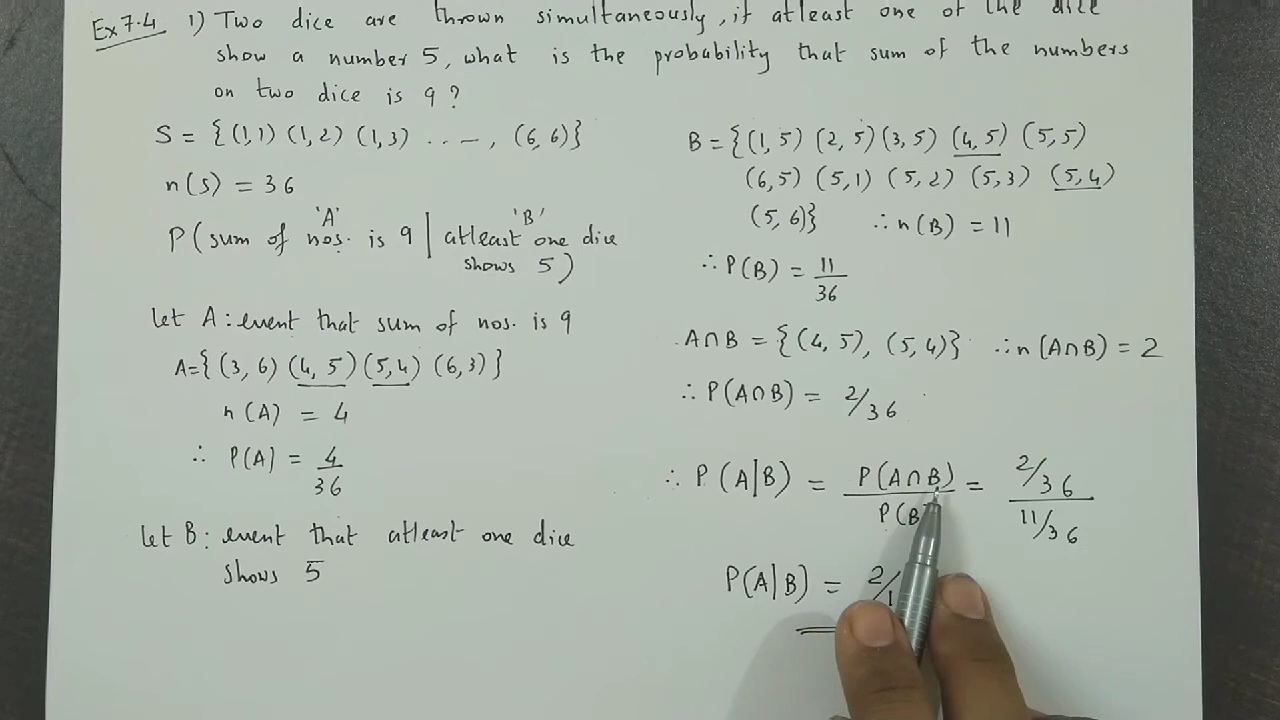 Ex 7.4 1) Two dice are thrown simultaneously, if atleast one of the dice
show a number 5, what is the probability that sum of the numbers
on two dice is 9?
S = {(1,1) (1,2) (1,3) ..-, (6,6)}
n(s) = 36
'A' 'B'
P(sum of nos. is 9 | atleast one dice
shows 5)
let A: event that sum of nos. is 9
A={(3,6) (4,5) (5,4) (6,3)}
n(A) = 4
∴ P(A) = 4
36
let B: event that atleast one dice
shows 5
B = {(1,5) (2,5) (3,5) (4,5) (5,5)
(6,5) (5,1) (5,2) (5,3) (5,4)
(5,6)} ∴ n(B) = 11
∴ P(B) = 11
36
A∩B = {(4,5), (5,4)} ∴ n(A∩B) = 2
∴ P(A∩B) = 2/36
∴ P(A|B) = P(A∩B) = 2/36
P(B 11/36
P(A|B) = 2/1